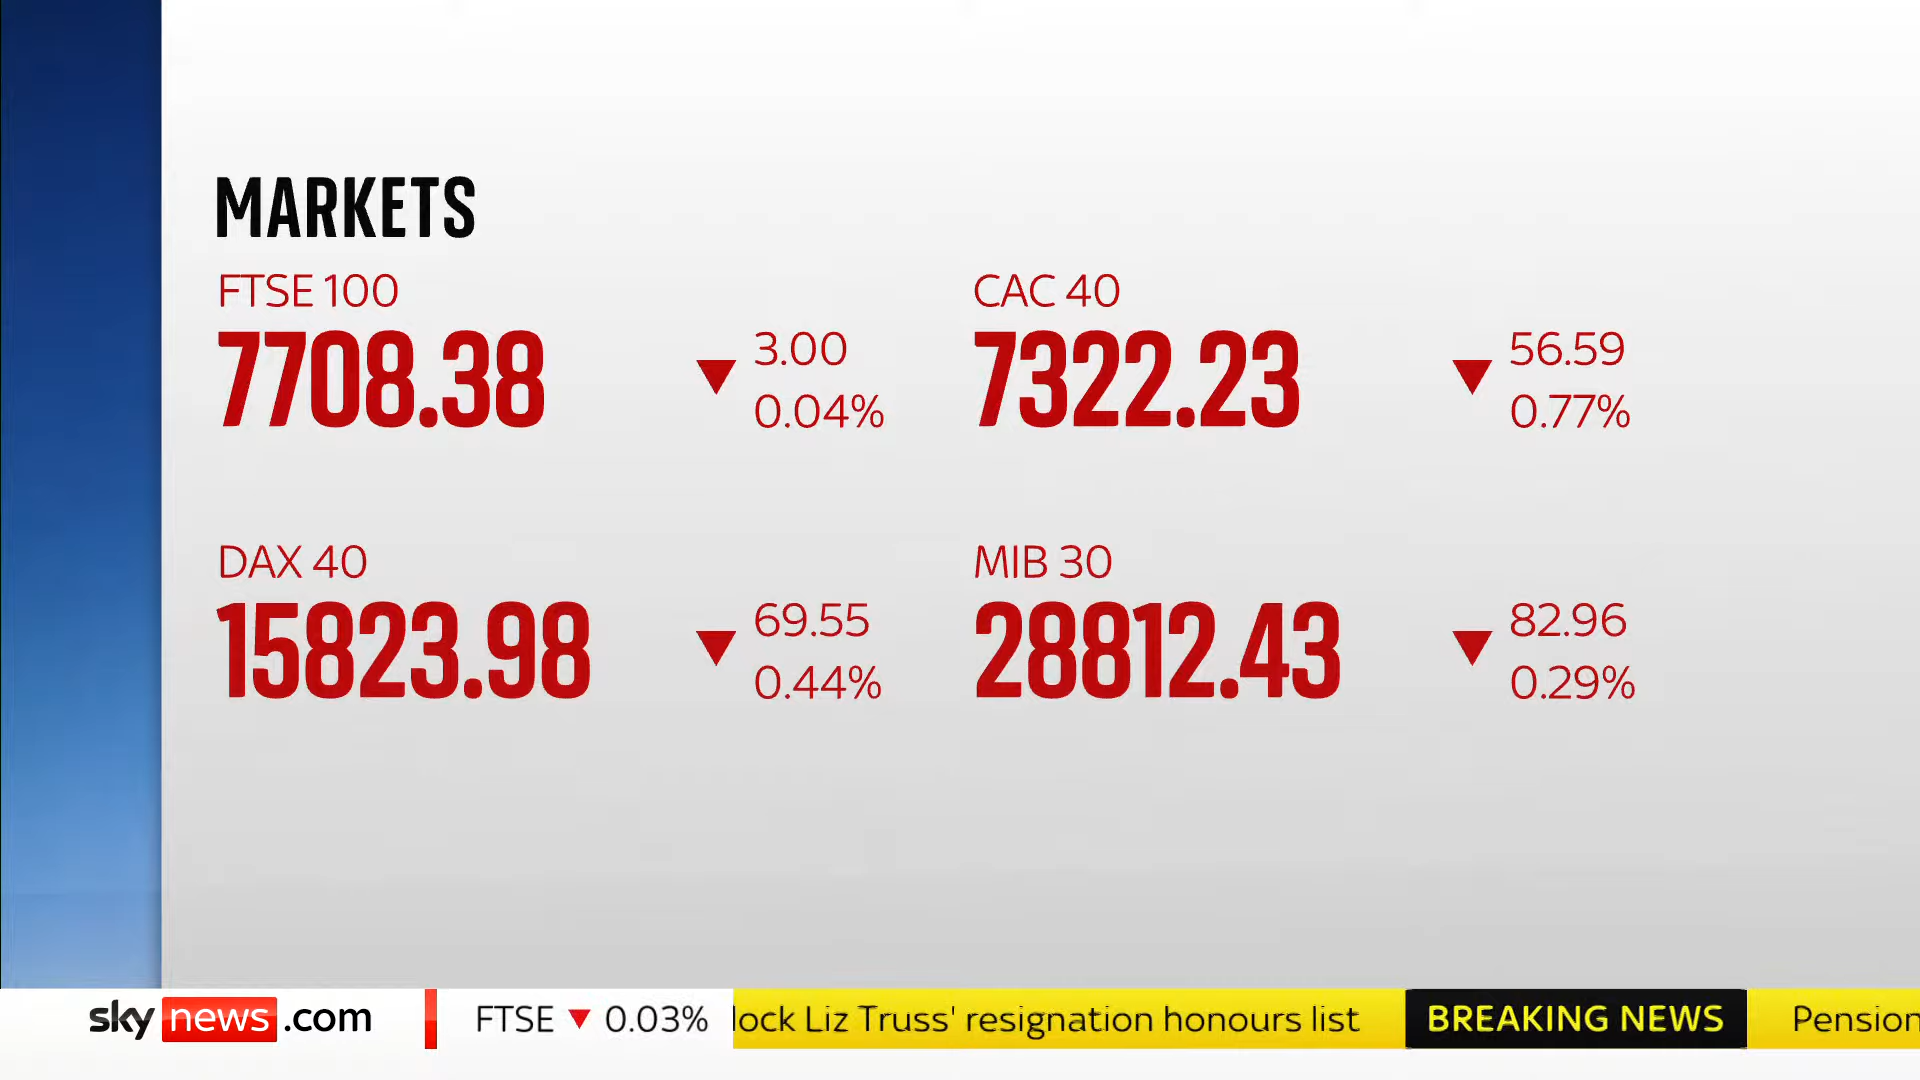 MARKETS
FTSE 100
7708.38
▼ 3.00
0.04%
CAC 40
7322.23
▼ 56.59
0.77%
DAX 40
15823.98
▼ 69.55
0.44%
MIB 30
28812.43
▼ 82.96
0.29%
sky news .com
FTSE ▼ 0.03%
lock Liz Truss' resignation honours list
BREAKING NEWS
Pension